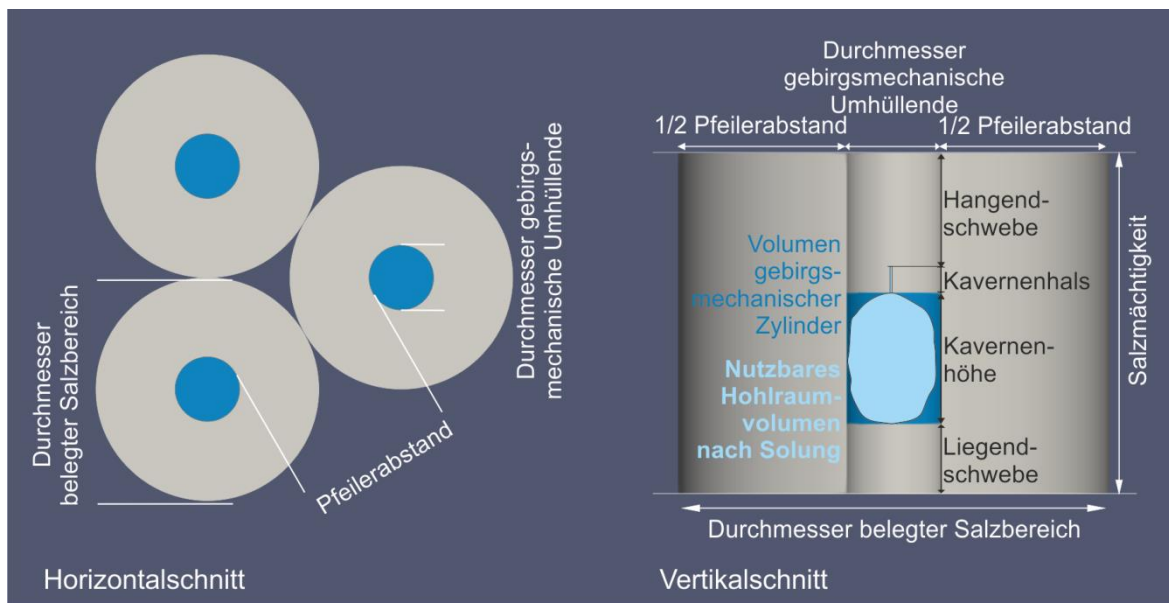 Durchmesser
belegter Salzbereich
Pfeilerabstand
Durchmesser gebirgs-
mechanische Umhüllende
Horizontalschnitt
Durchmesser
gebirgsmechanische
Umhüllende
1/2 Pfeilerabstand
1/2 Pfeilerabstand
Hangend-
schwebe
Kavernenhals
Kavernen-
höhe
Liegend-
schwebe
Volumen
gebirgs-
mechanischer
Zylinder
Nutzbares
Hohlraum-
volumen
nach Solung
Salzmächtigkeit
Durchmesser belegter Salzbereich
Vertikalschnitt